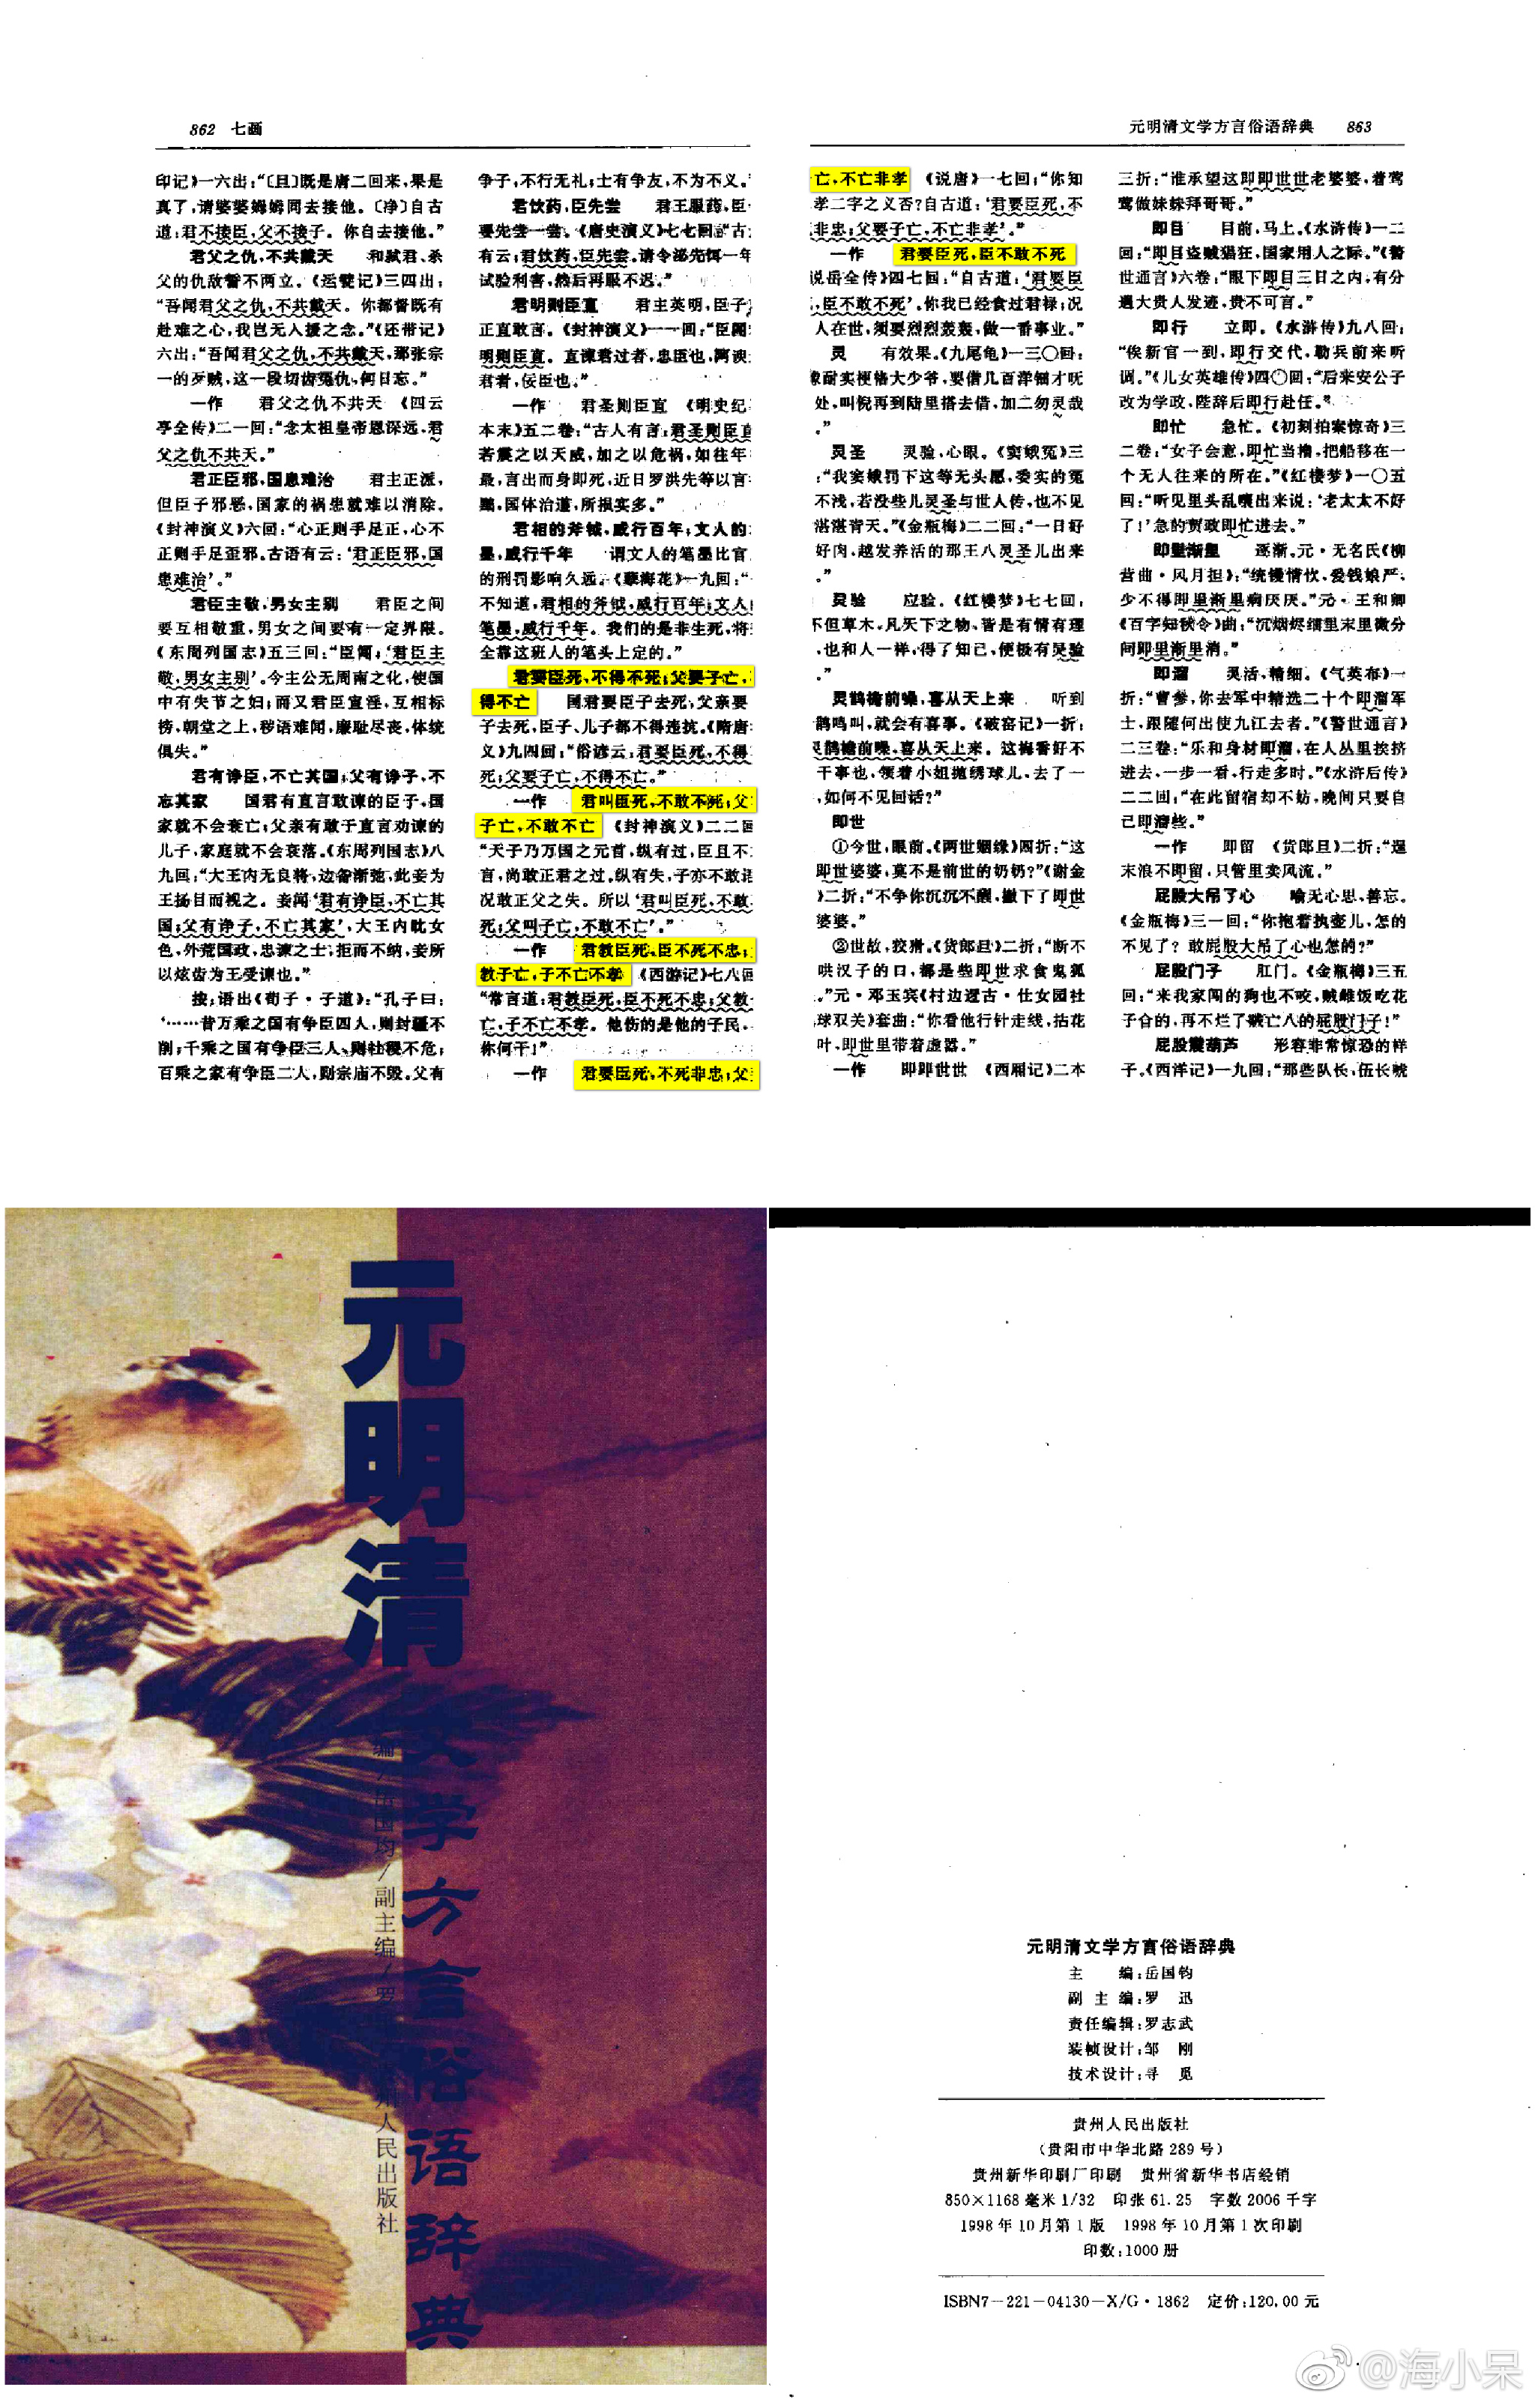 862 七画
印记》一六出：“〔且〕既是唐二回来，果是
真了，请婆婆姆姆同去接他。〔净〕自古
道：君不接臣，父不接子。你自去接他。”
君父之仇，不共戴天 和弑君、杀
父的仇敌誓不两立。《运甓记》三四出：
“吾闻君父之仇，不共戴天。你都督既有
赴难之心，我岂无入援之念。”《还带记》
六出：“吾闻君父之仇，不共戴天，那张宗
一的歹贼，这一段切齿冤仇，何日忘。”
一作 君父之仇不共天 《四云
亭全传》二一回：“念太祖皇帝恩深远，君
父之仇不共天。”
君正臣邪，国患难治 君主正派，
但臣子邪恶，国家的祸患就难以消除。
《封神演义》六回：“心正则手足正，心不
正则手足歪邪。古语有云：‘君正臣邪，国
患难治’。”
君臣主敬，男女主别 君臣之间
要互相敬重，男女之间要有一定界限。
《东周列国志》五三回：“臣闻：‘君臣主
敬，男女主别’。今主公无周南之化，使国
中有失节之妇；而又君臣宣淫，互相标
榜，朝堂之上，秽语难闻，廉耻尽丧，体统
俱失。”
君有诤臣，不亡其国；父有诤子，不
忘其家 国君有直言敢谏的臣子，国
家就不会衰亡；父亲有敢于直言劝谏的
儿子，家庭就不会衰落。《东周列国志》八
九回：“大王内无良将，边备渐弛，此妾为
王扬目而视之。妾闻‘君有诤臣，不亡其
国；父有诤子，不亡其家’，大王内耽女
色，外荒国政，忠谏之士，拒而不纳，妾所
以炫齿为王受谏也。”
按：语出《荀子·子道》：“孔子曰：
‘……昔万乘之国有争臣四人，则封疆不
削；千乘之国有争臣三人，则社稷不危；
百乘之家有争臣二人，则宗庙不毁。父有
争子，不行无礼；士有争友，不为不义。’
君饮药，臣先尝 君王服药，臣
要先尝一尝。《唐史演义》七七回：“古
有云：君饮药，臣先尝，请令郄先饵一年
试验利害，然后再服不迟。”
君明则臣直 君主英明，臣子
正直敢言。《封神演义》一一回：“臣闻
明则臣直。直谏君过者，忠臣也，阿谀
君者，佞臣也。”
一作 君圣则臣直 《明史纪
本末》五二卷：“古人有言：君圣则臣直
若震之以天威，加之以危祸，如往年
最，言出而身即死，近日罗洪先等以言
黜，国体治道，所损实多。”
君相的斧钺，威行百年；文人的
墨，威行千年 谓文人的笔墨比官
的刑罚影响久远。《孽海花》一九回：“
不知道，君相的斧钺，威行百年；文人
笔墨，威行千年。我们的是非生死，将
全靠这班人的笔头上定的。”
君要臣死，不得不死；父要子亡，
得不亡 国君要臣子去死，父亲要
子去死，臣子、儿子都不得违抗。《隋唐
义》九四回：“俗谚云：君要臣死，不得
死；父要子亡，不得不亡。”
一作 君叫臣死，不敢不死；父
子亡，不敢不亡 《封神演义》二二回
“天子乃万国之元首，纵有过，臣且不
言，尚敢正君之过。纵有失，子亦不敢
况敢正父之失。所以‘君叫臣死，不敢
死；父叫子亡，不敢不亡’。”
一作 君教臣死，臣不死不忠；
教子亡，子不亡不孝 《西游记》七八回
“常言道：君教臣死，臣不死不忠；父教
亡，子不亡不孝。他伤的是他的子民，
你何干！”
一作 君要臣死，不死非忠；父
元明清文学方言俗语辞典 863
亡，不亡非孝 《说唐》一七回：“你知
孝二字之义否？自古道：‘君要臣死，不
非忠；父要子亡，不亡非孝’。”
一作 君要臣死，臣不敢不死
说岳全传》四七回：“自古道：‘君要臣
，臣不敢不死’。你我已经食过君禄；况
人在世，须要烈烈轰轰，做一番事业。”
灵 有效果。《九尾龟》一三〇回：
像耐实梗格大少爷，要借几百洋钿才呒
处，叫倪再到陆里搭去借，加二勿灵哉
。”
灵圣 灵验，心眼。《窦娥冤》三
：“我窦娥罚下这等无头愿，委实的冤
不浅，若没些儿灵圣与世人传，也不见
湛湛青天。”《金瓶梅》二二回：“一日好
好肉，越发养活的那王八灵圣儿出来
。”
灵验 应验。《红楼梦》七七回：
不但草木，凡天下之物，皆是有情有理
，也和人一样，得了知己，便极有灵验
。”
灵鹊檐前噪，喜从天上来 听到
鹊鸣叫，就会有喜事。《破窑记》一折：
灵鹊檐前噪，喜从天上来。这梅香好不
干事也，领着小姐抛绣球儿，去了一
，如何不见回话？”
即世
①今世，眼前。《两世姻缘》四折：“这
即世婆婆，莫不是前世的奶奶？”《谢金
》二折：“不争你沉沉不醒，撇下了即世
婆婆。”
②世故，狡猾。《货郎旦》二折：“断不
哄汉子的口，都是些即世求食鬼狐
。”元·邓玉宾《村边遥古·仕女园社
球双关》套曲：“你看他行针走线，拈花
叶，即世里带着虚嚣。”
一作 即即世世 《西厢记》二本
三折：“谁承望这即即世世老婆婆，着莺
莺做妹妹拜哥哥。”
即目 目前，马上。《水浒传》一二
回：“即目盗贼猖狂，国家用人之际。”《警
世通言》六卷：“眼下即目三日之内，有分
遇大贵人发迹，贵不可言。”
即行 立即。《水浒传》九八回：
“俟新官一到，即行交代，勒兵前来听
调。”《儿女英雄传》四〇回：“后来安公子
改为学政，陛辞后即行赴任。”
即忙 急忙。《初刻拍案惊奇》三
二卷：“女子会意，即忙当橹，把船移在一
个无人往来的所在。”《红楼梦》一〇五
回：“听见里头乱嚷出来说：‘老太太不好
了！’急的贾政即忙进去。”
即里渐里 逐渐。元·无名氏《柳
营曲·风月担》：“统镘情忺，爱钱娘严，
少不得即里渐里病厌厌。”元·王和卿
《百字知秋令》曲：“沉烟烬细里末里微分
间即里渐里消。”
即溜 灵活，精细。《气英布》一
折：“曹参，你去军中精选二十个即溜军
士，跟随何出使九江去者。”《警世通言》
二三卷：“乐和身材即溜，在人丛里挨挤
进去，一步一看，行走多时。”《水浒后传》
二二回：“在此留宿却不妨，晚间只要自
己即溜些。”
一作 即留 《货郎旦》二折：“逞
末浪不即留，只管里卖风流。”
屁股大吊了心 喻无心思、善忘。
《金瓶梅》三一回：“你抱着执壶儿，怎的
不见了？敢屁股大吊了心也怎的？”
屁股门子 肛门。《金瓶梅》三五
回：“来我家闯的狗也不咬，贼雌饭吃花
子㒲的，再不烂了贼亡八的屁股门子！”
屁股震葫芦 形容非常惊恐的样
子。《西洋记》一九回：“那些队长，伍长唬
元明清
文学方言俗语辞典
编/岳国均/副主编/罗
州人民出版社
元明清文学方言俗语辞典
主 编：岳国钧
副主编：罗 迅
责任编辑：罗志武
装帧设计：邹 刚
技术设计：寻 觅
贵州人民出版社
（贵阳市中华北路 289 号）
贵州新华印刷厂印刷 贵州省新华书店经销
850×1168 毫米 1/32 印张 61.25 字数 2006 千字
1998 年 10 月第 1 版 1998 年 10 月第 1 次印刷
印数：1000 册
ISBN7－221－04130－X/G·1862 定价：120.00 元
@海小呆